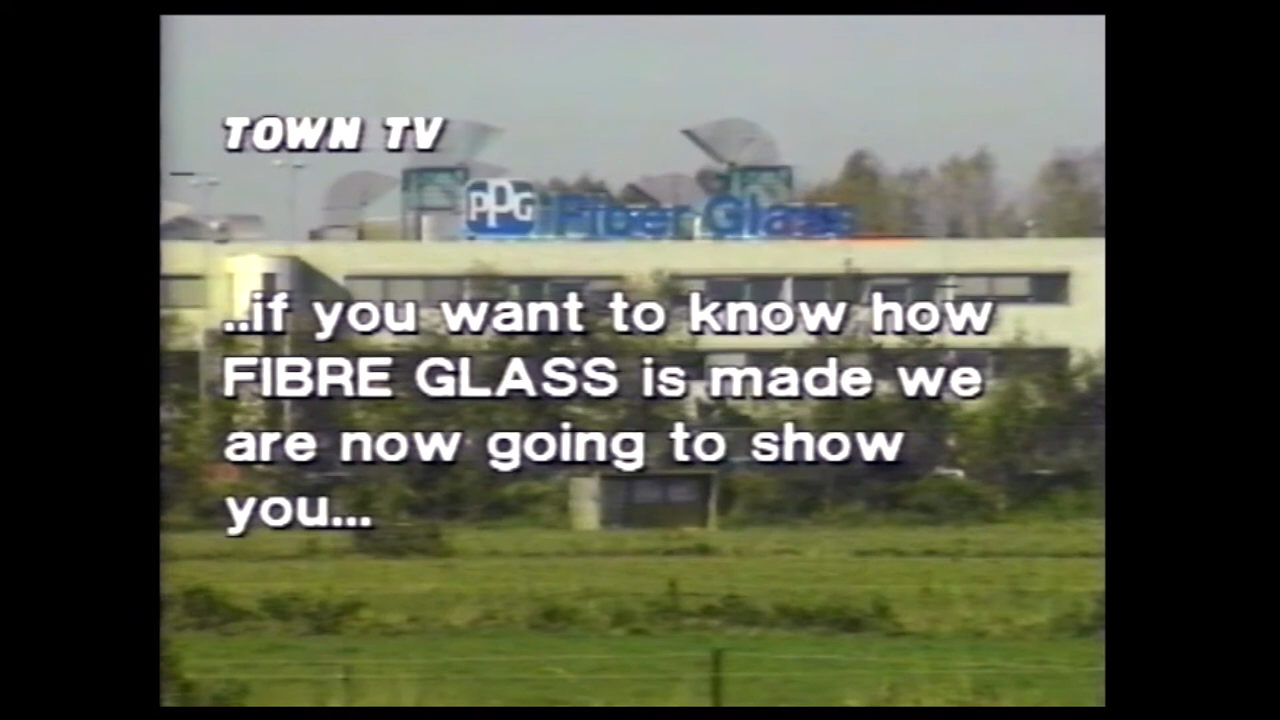 TOWN TV
PPG Fiber Glass
..if you want to know how
FIBRE GLASS is made we
are now going to show
you...